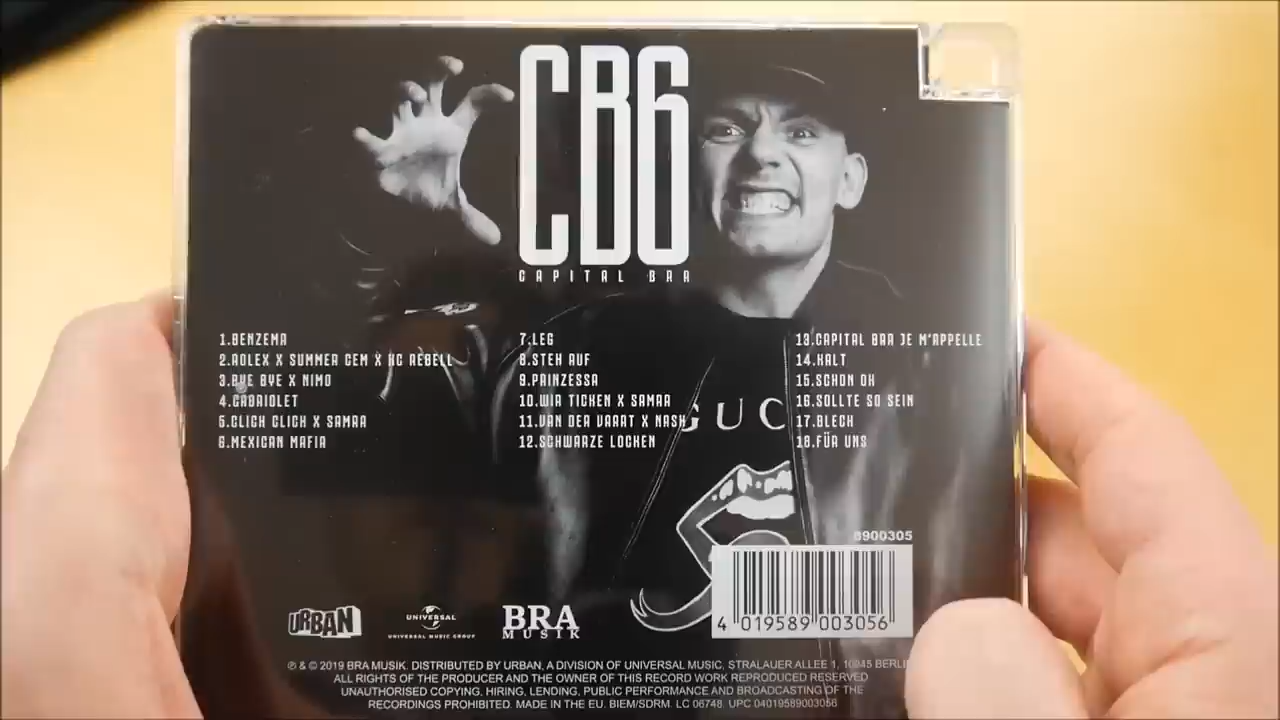 CB6
CAPITAL BRA
1.BENZEMA
2.ROLEX X SUMMER CEM X KC REBELL
3.BYE BYE X NIMO
4.CABRIOLET
5.CLICH CLICH X SAMRA
6.MEXICAN MAFIA
7.LEG
8.STEH AUF
9.PRINZESSA
10.WIR TICKEN X SAMRA
11.VAN DER VAART X NASH
12.SCHWARZE LOCKEN
13.CAPITAL BRA JE M'APPELLE
14.KALT
15.SCHON OK
16.SOLLTE SO SEIN
17.BLECH
18.FÜR UNS
GUC
8900305
4 019589 003056
URBAN
UNIVERSAL
UNIVERSAL MUSIC GROUP
BRA
MUSIK
℗ & © 2019 BRA MUSIK. DISTRIBUTED BY URBAN, A DIVISION OF UNIVERSAL MUSIC, STRALAUER ALLEE 1, 10245 BERLIN
ALL RIGHTS OF THE PRODUCER AND THE OWNER OF THIS RECORD WORK REPRODUCED RESERVED
UNAUTHORISED COPYING. HIRING, LENDING, PUBLIC PERFORMANCE AND BROADCASTING OF THE
RECORDINGS PROHIBITED. MADE IN THE EU. BIEM/SDRM. LC 06748. UPC 04019589003056